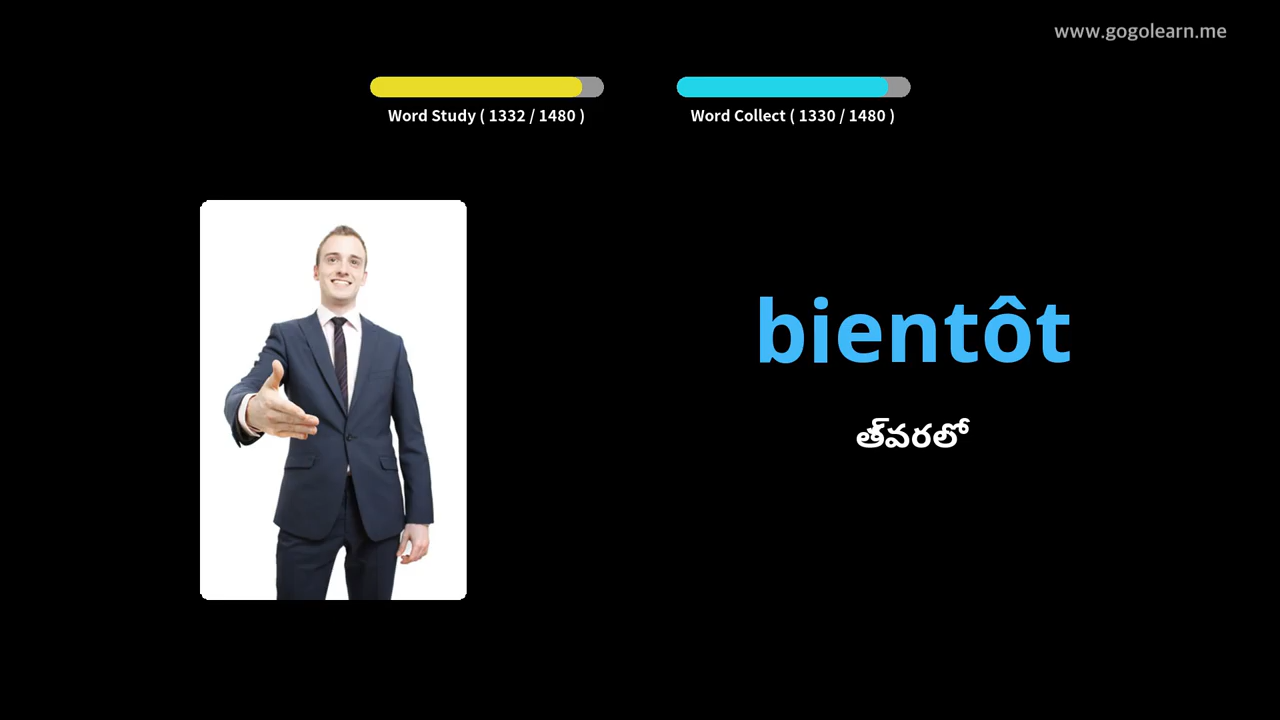 www.gogolearn.me
Word Study ( 1332 / 1480 )
Word Collect ( 1330 / 1480 )
bientôt
త్వరలో